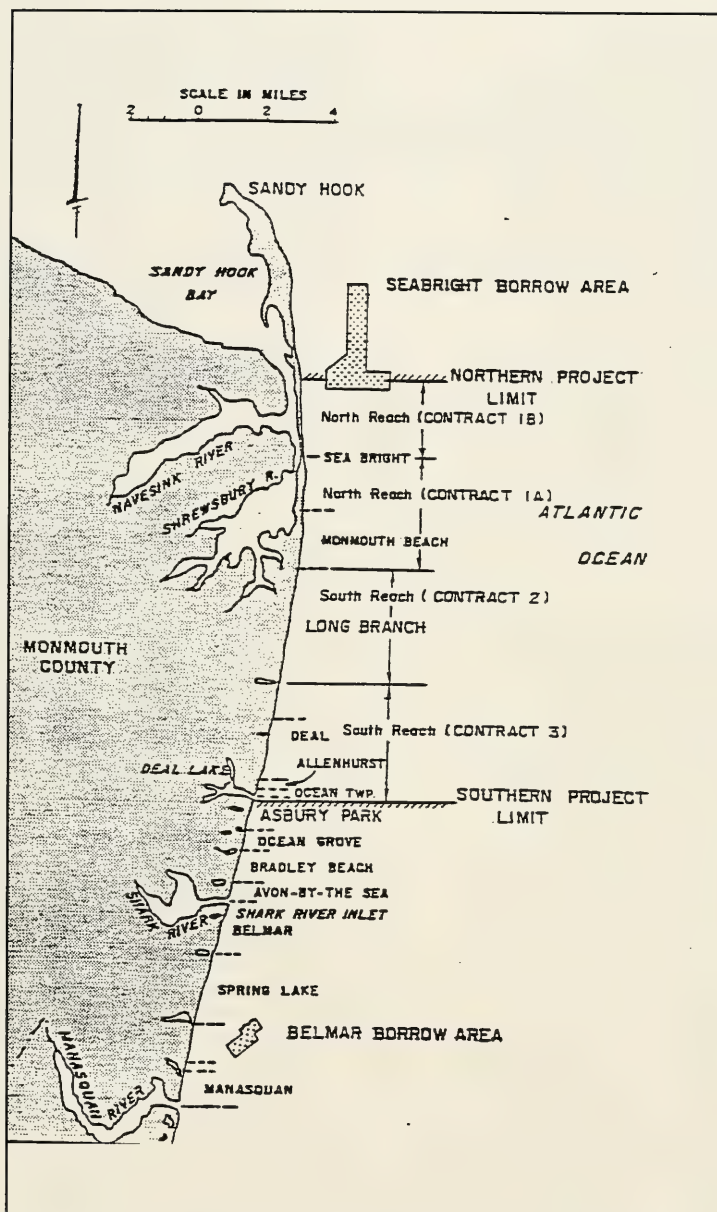 SCALE IN MILES
2 0 2 4
SANDY HOOK
SANDY HOOK
BAY
SEABRIGHT BORROW AREA
NORTHERN PROJECT
LIMIT
North Reach (CONTRACT 1B)
NAVESINK RIVER
SEA BRIGHT
SHREWSBURY R.
North Reach (CONTRACT 1A)
ATLANTIC
OCEAN
MONMOUTH BEACH
South Reach (CONTRACT 2)
LONG BRANCH
MONMOUTH
COUNTY
South Reach (CONTRACT 3)
DEAL
DEAL LAKE
ALLENHURST
OCEAN TWP.
SOUTHERN PROJECT
LIMIT
ASBURY PARK
OCEAN GROVE
BRADLEY BEACH
AVON-BY-THE SEA
SHARK RIVER
SHARK RIVER INLET
BELMAR
SPRING LAKE
BELMAR BORROW AREA
MANASQUAN RIVER
MANASQUAN